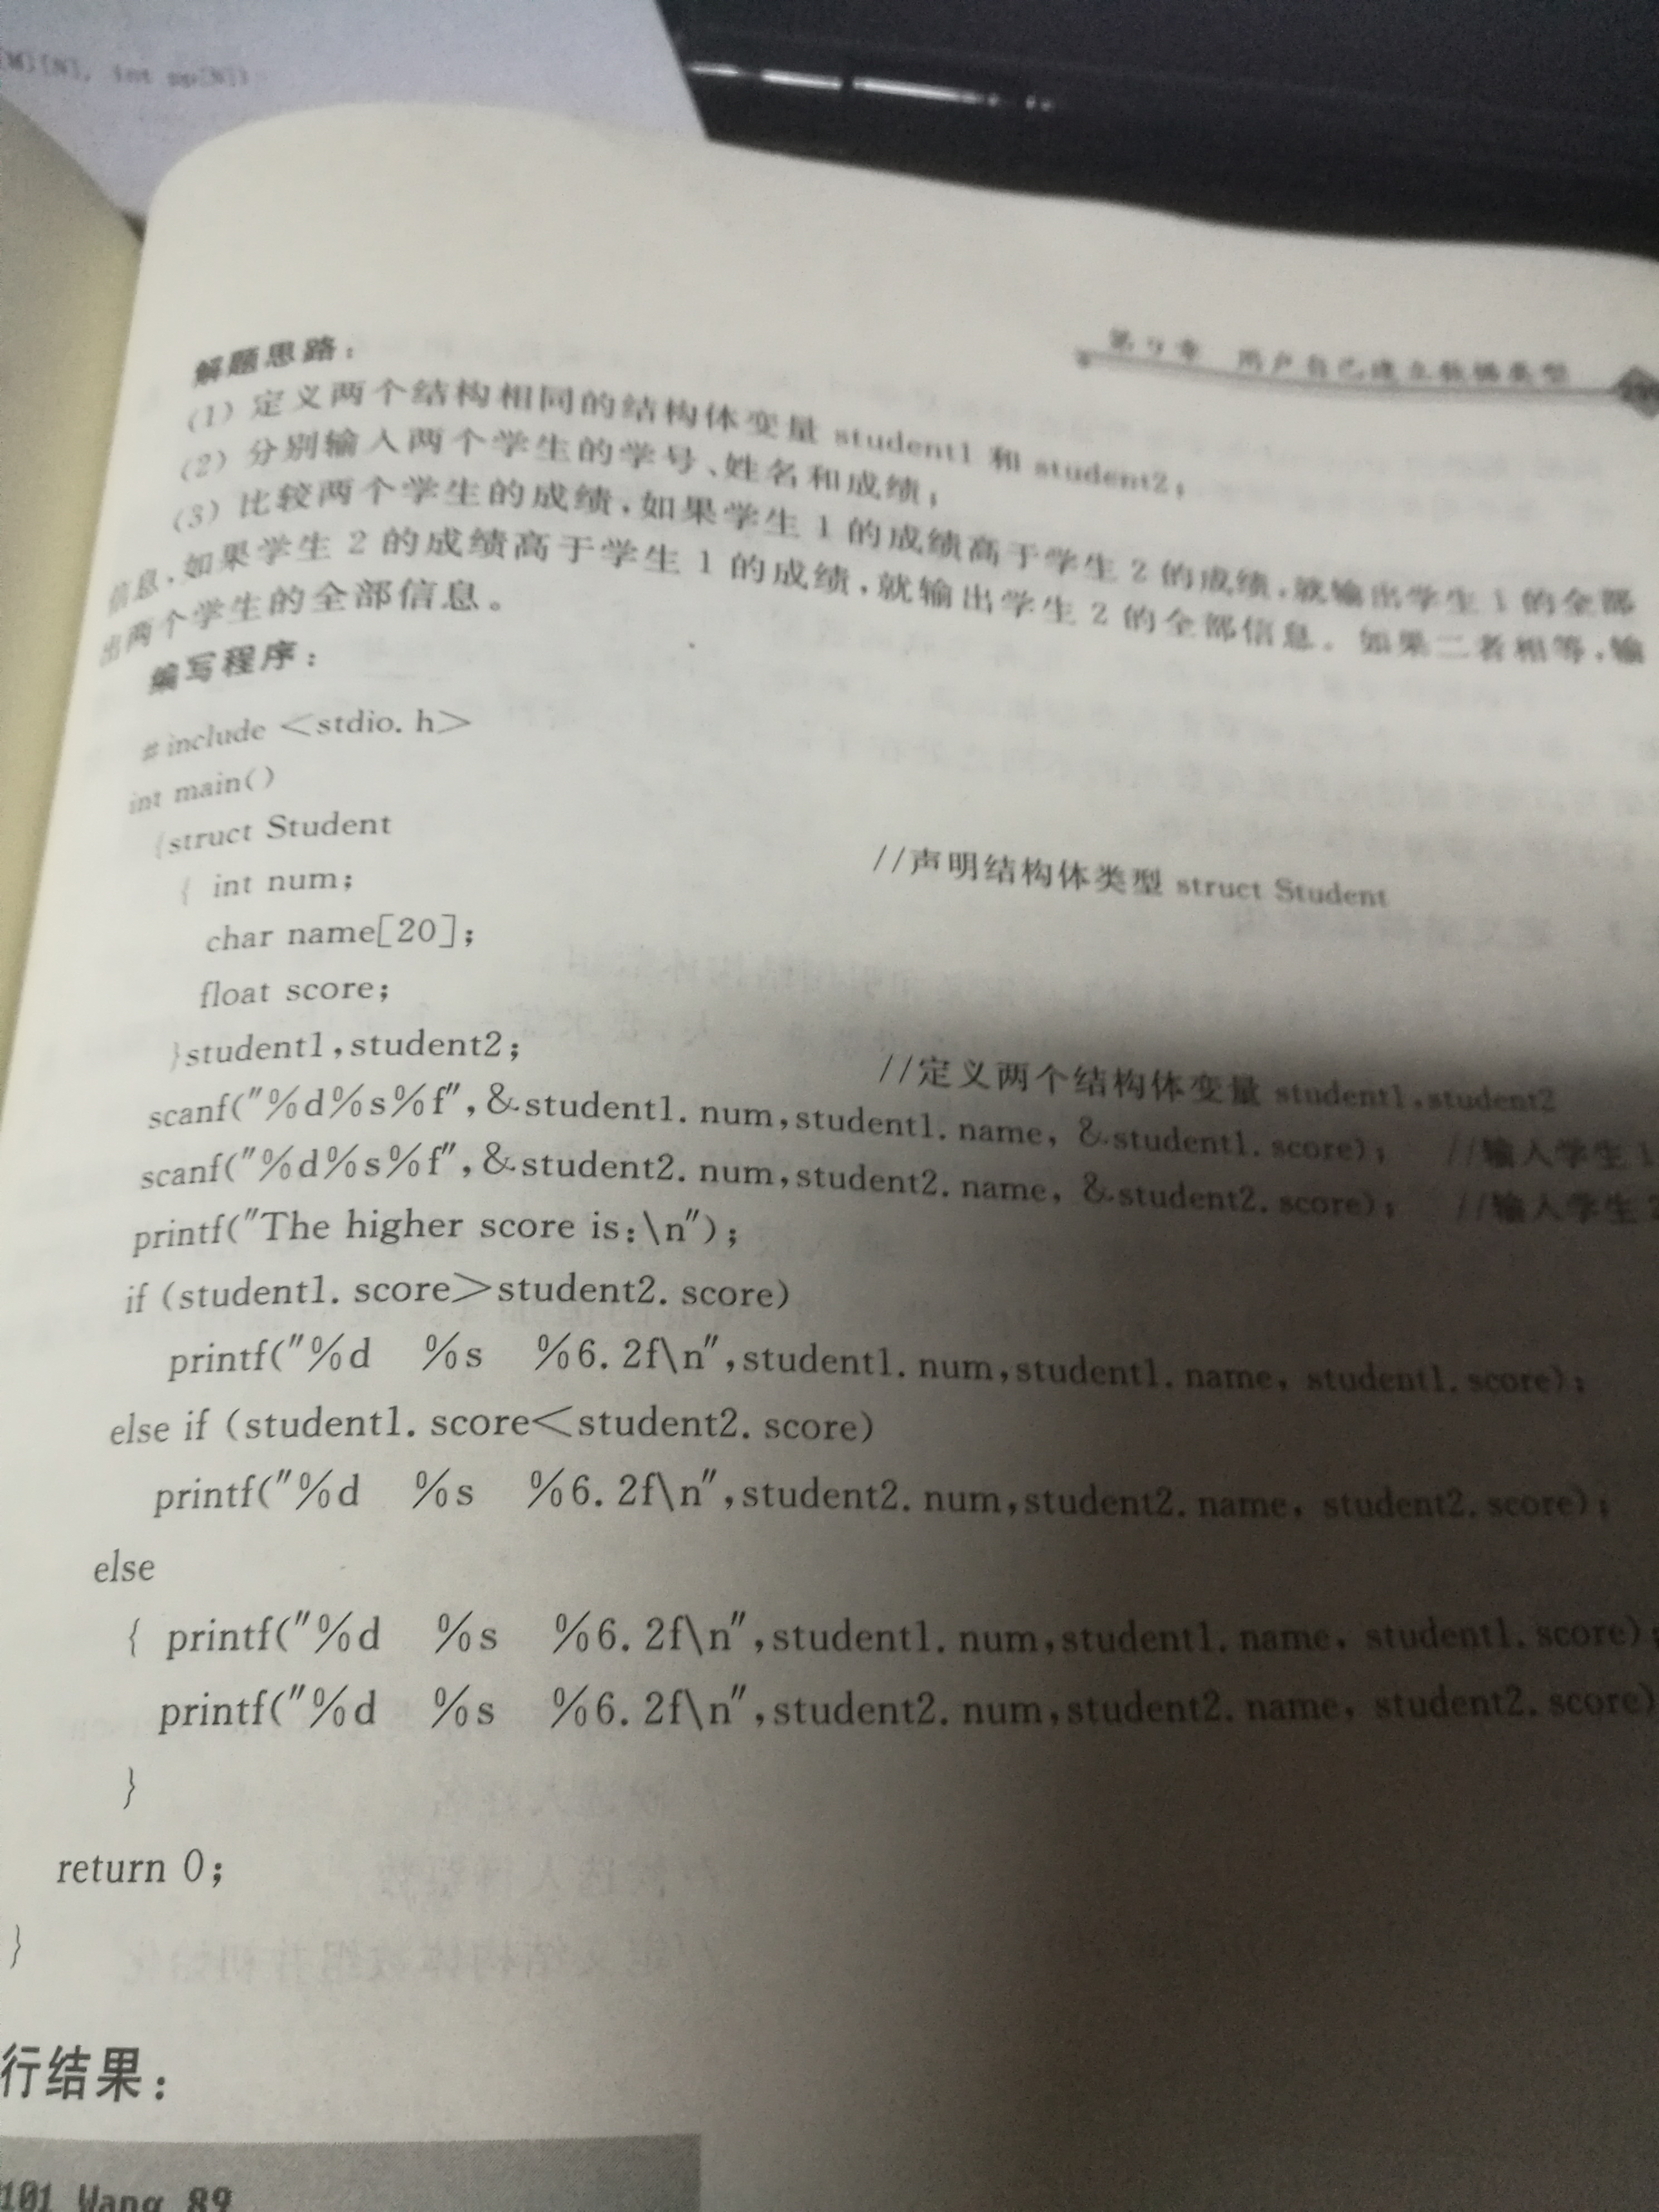 [N], int
第9章 用户自己建立数据类型
解题思路：
(1) 定义两个结构相同的结构体变量 student1 和 student2；
(2) 分别输入两个学生的学号、姓名和成绩；
(3) 比较两个学生的成绩，如果学生 1 的成绩高于学生 2 的成绩，就输出学生 1 的全部
信息，如果学生 2 的成绩高于学生 1 的成绩，就输出学生 2 的全部信息。如果二者相等，输
出两个学生的全部信息。
编写程序：
#include <stdio.h>
int main()
{struct Student //声明结构体类型 struct Student
{ int num;
char name[20];
float score;
}student1,student2; //定义两个结构体变量 student1,student2
scanf("%d%s%f",&student1.num,student1.name, &student1.score); //输入学生 1
scanf("%d%s%f",&student2.num,student2.name, &student2.score); //输入学生 2
printf("The higher score is:\n");
if (student1.score>student2.score)
printf("%d %s %6.2f\n",student1.num,student1.name, student1.score);
else if (student1.score<student2.score)
printf("%d %s %6.2f\n",student2.num,student2.name, student2.score);
else
{ printf("%d %s %6.2f\n",student1.num,student1.name, student1.score);
printf("%d %s %6.2f\n",student2.num,student2.name, student2.score)
}
return 0;
}
行结果：
101 Wang 89